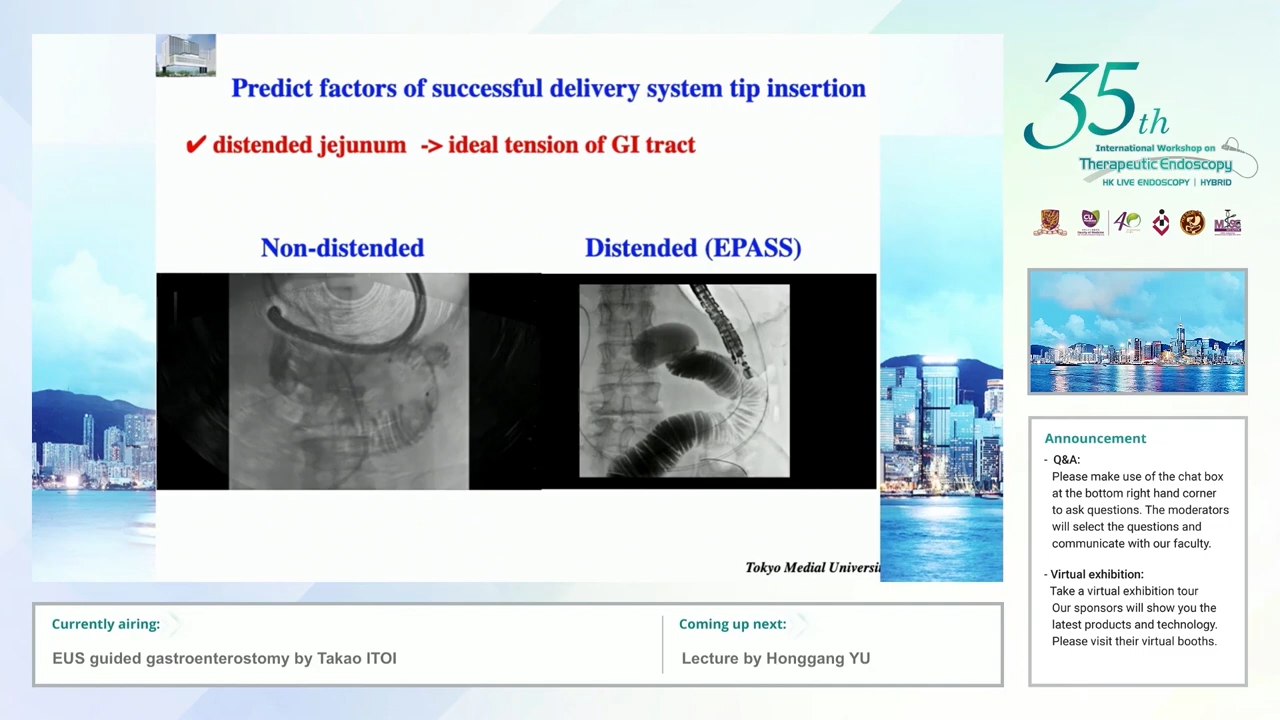 Predict factors of successful delivery system tip insertion
✔ distended jejunum -> ideal tension of GI tract
Non-distended
Distended (EPASS)
Tokyo Medial Universi
35th
International Workshop on
Therapeutic Endoscopy
HK LIVE ENDOSCOPY | HYBRID
Announcement
- Q&A:
Please make use of the chat box
at the bottom right hand corner
to ask questions. The moderators
will select the questions and
communicate with our faculty.
- Virtual exhibition:
Take a virtual exhibition tour
Our sponsors will show you the
latest products and technology.
Please visit their virtual booths.
Currently airing:
EUS guided gastroenterostomy by Takao ITOI
Coming up next:
Lecture by Honggang YU